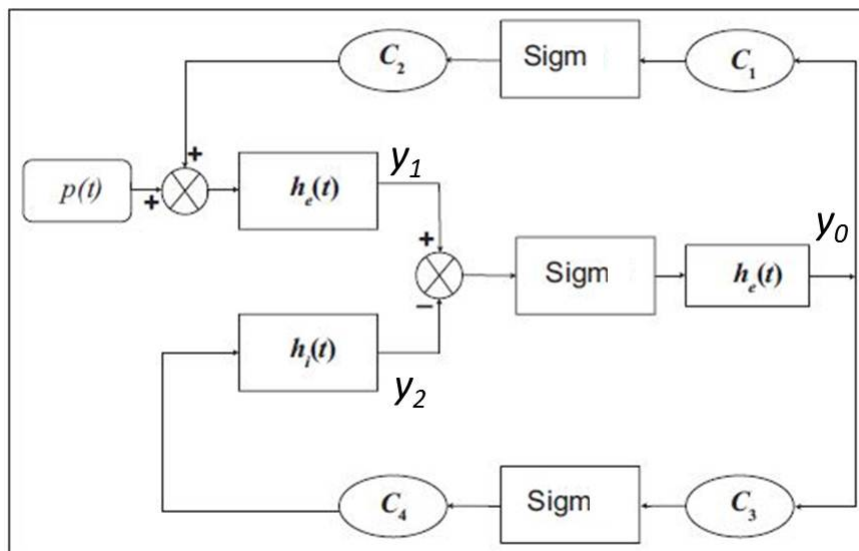 C₂
Sigm
C₁
+
p(t)
+
hₑ(t)
y₁
+
Sigm
hₑ(t)
y₀
−
hᵢ(t)
y₂
C₄
Sigm
C₃